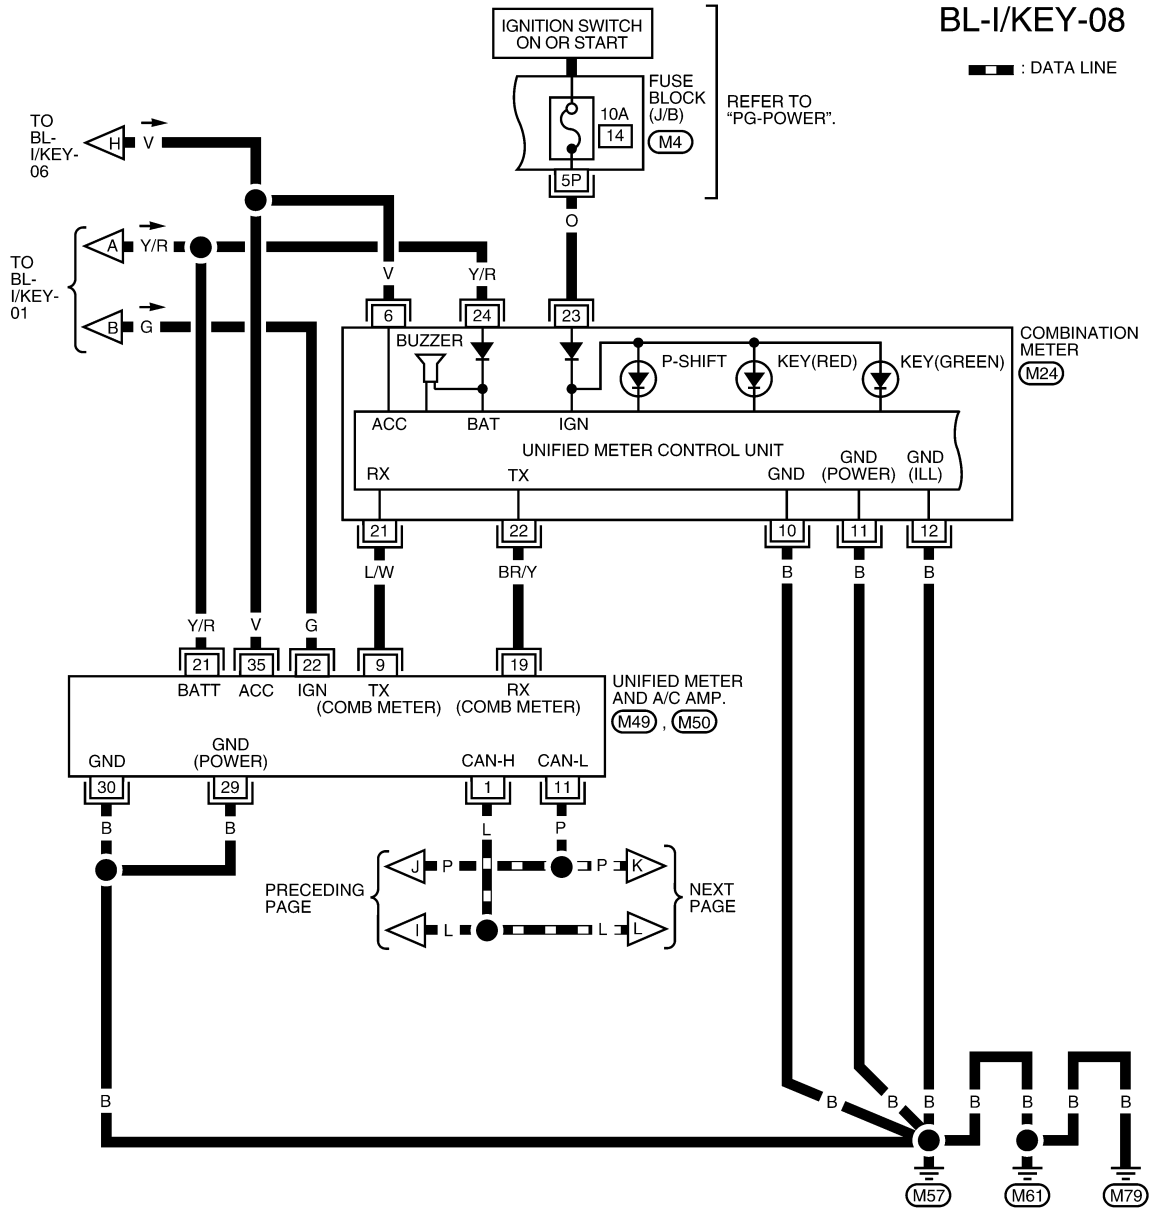 BL-I/KEY-08
: DATA LINE
IGNITION SWITCH
ON OR START
FUSE
BLOCK
(J/B)
M4
10A
14
5P
REFER TO
"PG-POWER".
O
TO
BL-
I/KEY-
06
H
V
TO
BL-
I/KEY-
01
A
Y/R
B
G
V
Y/R
6
24
23
COMBINATION
METER
M24
BUZZER
P-SHIFT
KEY(RED)
KEY(GREEN)
ACC
BAT
IGN
UNIFIED METER CONTROL UNIT
RX
TX
GND
GND
(POWER)
GND
(ILL)
21
22
10
11
12
L/W
BR/Y
B
B
B
Y/R
V
G
21
35
22
9
19
BATT
ACC
IGN
TX
(COMB METER)
RX
(COMB METER)
UNIFIED METER
AND A/C AMP.
M49 , M50
GND
GND
(POWER)
CAN-H
CAN-L
30
29
1
11
B
B
L
P
PRECEDING
PAGE
J
P
P
K
I
L
L
L
NEXT
PAGE
B
B
B
B
B
B
B
B
M57
M61
M79